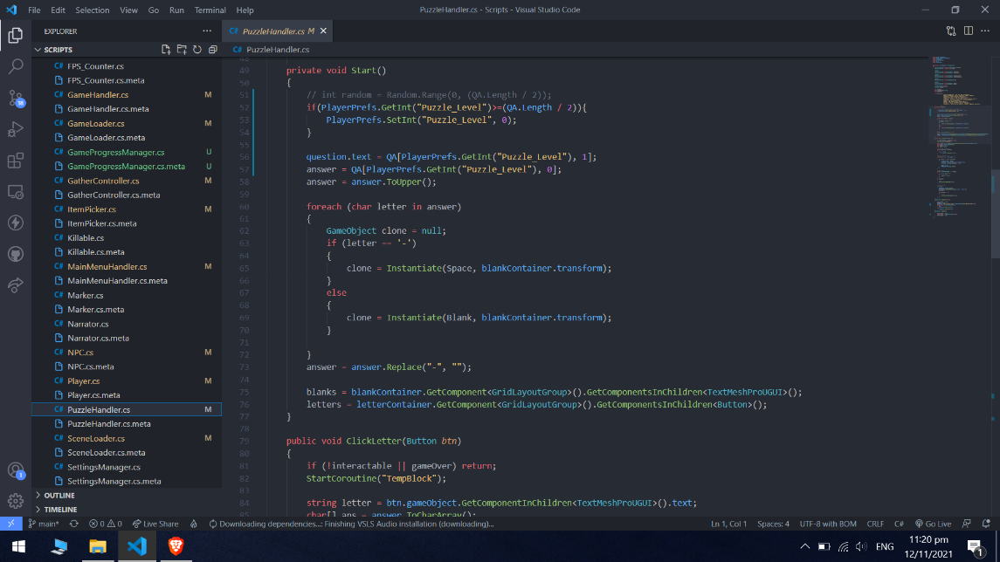 File Edit Selection View Go Run Terminal Help
PuzzleHandler.cs - Scripts - Visual Studio Code
EXPLORER
SCRIPTS
FPS_Counter.cs
FPS_Counter.cs.meta
C# GameHandler.cs M
GameHandler.cs.meta
C# GameLoader.cs M
GameLoader.cs.meta
C# GameProgressManager.cs U
GameProgressManager.cs.meta U
C# GatherController.cs M
GatherController.cs.meta
C# ItemPicker.cs M
ItemPicker.cs.meta
C# Killable.cs
Killable.cs.meta
C# MainMenuHandler.cs M
MainMenuHandler.cs.meta
C# Marker.cs
Marker.cs.meta
C# Narrator.cs
Narrator.cs.meta
C# NPC.cs M
NPC.cs.meta
C# Player.cs M
Player.cs.meta
C# PuzzleHandler.cs M
PuzzleHandler.cs.meta
C# SceneLoader.cs M
SceneLoader.cs.meta
C# SettingsManager.cs
SettingsManager.cs.meta
OUTLINE
TIMELINE
18
1
C# PuzzleHandler.cs M
C# PuzzleHandler.cs
48
49 private void Start()
50 {
51 // int random = Random.Range(0, (QA.Length / 2));
52 if(PlayerPrefs.GetInt("Puzzle_Level")>=(QA.Length / 2)){
53 PlayerPrefs.SetInt("Puzzle_Level", 0);
54 }
55
56 question.text = QA[PlayerPrefs.GetInt("Puzzle_Level"), 1];
57 answer = QA[PlayerPrefs.GetInt("Puzzle_Level"), 0];
58 answer = answer.ToUpper();
59
60 foreach (char letter in answer)
61 {
62 GameObject clone = null;
63 if (letter == '-')
64 {
65 clone = Instantiate(Space, blankContainer.transform);
66 }
67 else
68 {
69 clone = Instantiate(Blank, blankContainer.transform);
70 }
71
72 }
73 answer = answer.Replace("-", "");
74
75 blanks = blankContainer.GetComponent<GridLayoutGroup>().GetComponentsInChildren<TextMeshProUGUI>();
76 letters = letterContainer.GetComponent<GridLayoutGroup>().GetComponentsInChildren<Button>();
77 }
78
79 public void ClickLetter(Button btn)
80 {
81 if (!interactable || gameOver) return;
82 StartCoroutine("TempBlock");
83
84 string letter = btn.gameObject.GetComponentInChildren<TextMeshProUGUI>().text;
85 char[] ans = answer.ToCharArray();
main* 0 0 Live Share Downloading dependencies...: Finishing VSLS Audio installation (downloading)... Ln 1, Col 1 Spaces: 4 UTF-8 with BOM CRLF C# Go Live
ENG 11:20 pm
12/11/2021
1